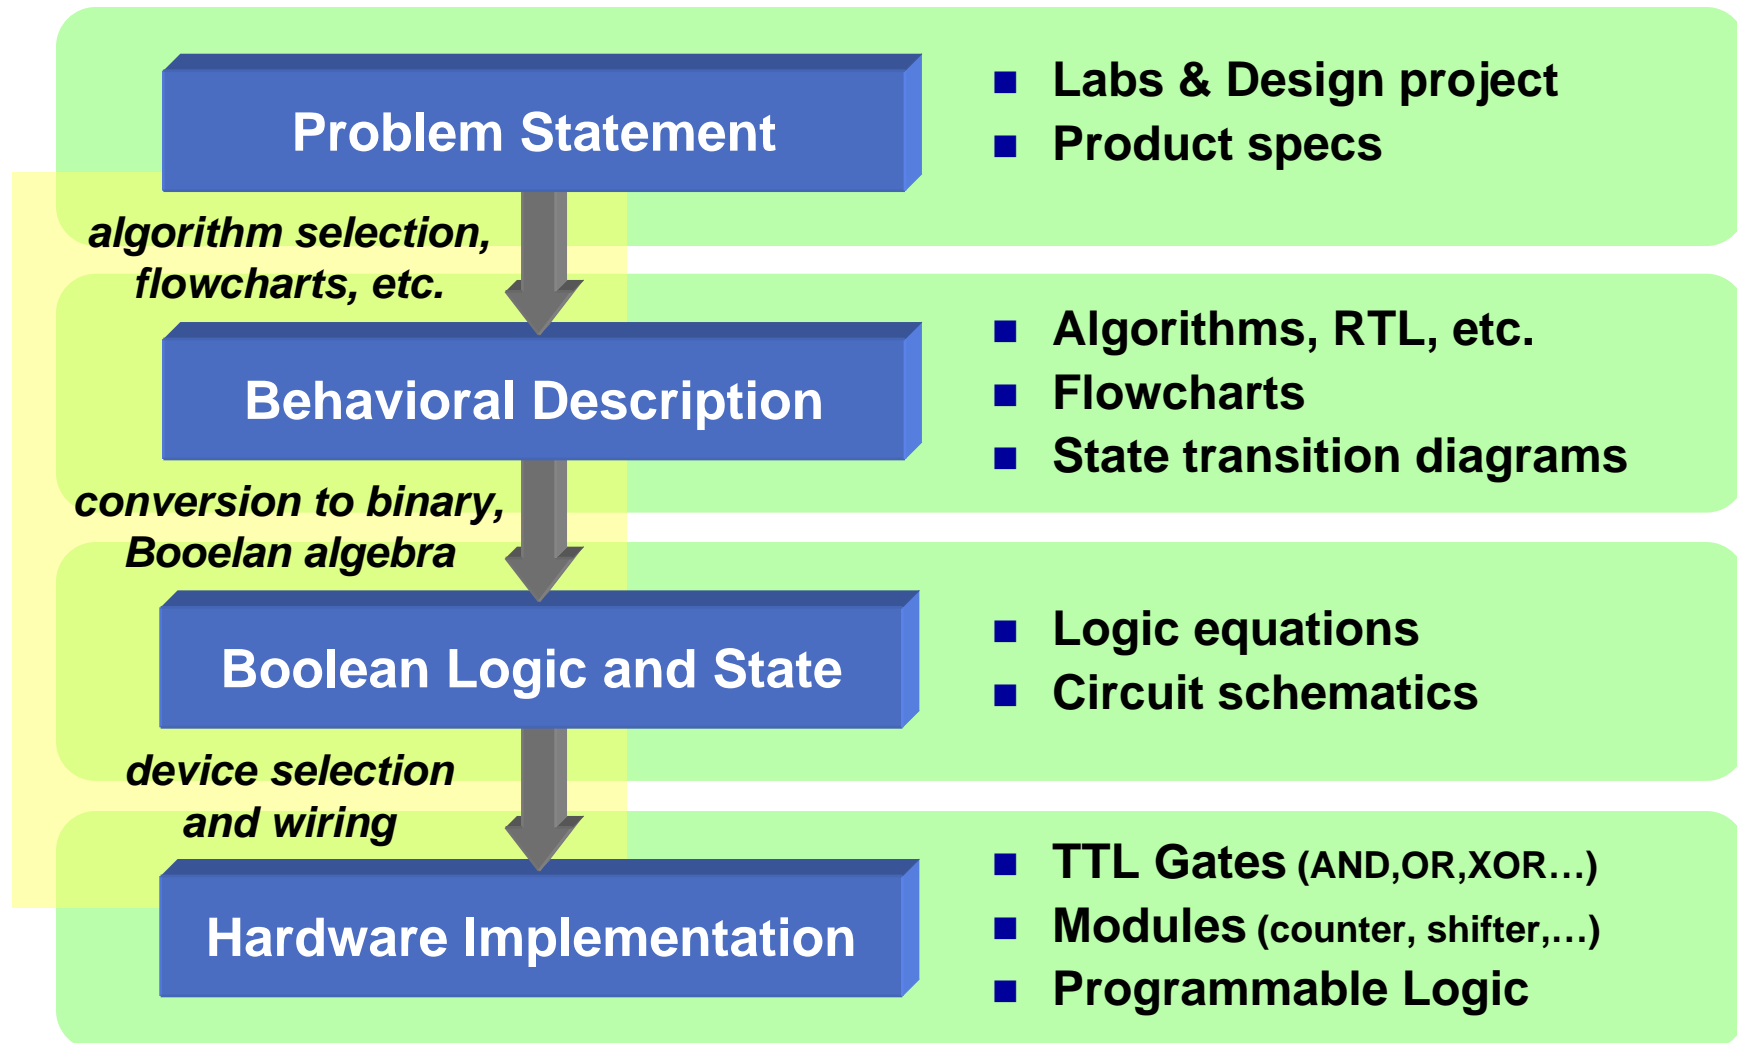 Problem Statement
Labs & Design project
Product specs
algorithm selection,
flowcharts, etc.
Behavioral Description
Algorithms, RTL, etc.
Flowcharts
State transition diagrams
conversion to binary,
Booelan algebra
Boolean Logic and State
Logic equations
Circuit schematics
device selection
and wiring
Hardware Implementation
TTL Gates (AND,OR,XOR…)
Modules (counter, shifter,…)
Programmable Logic